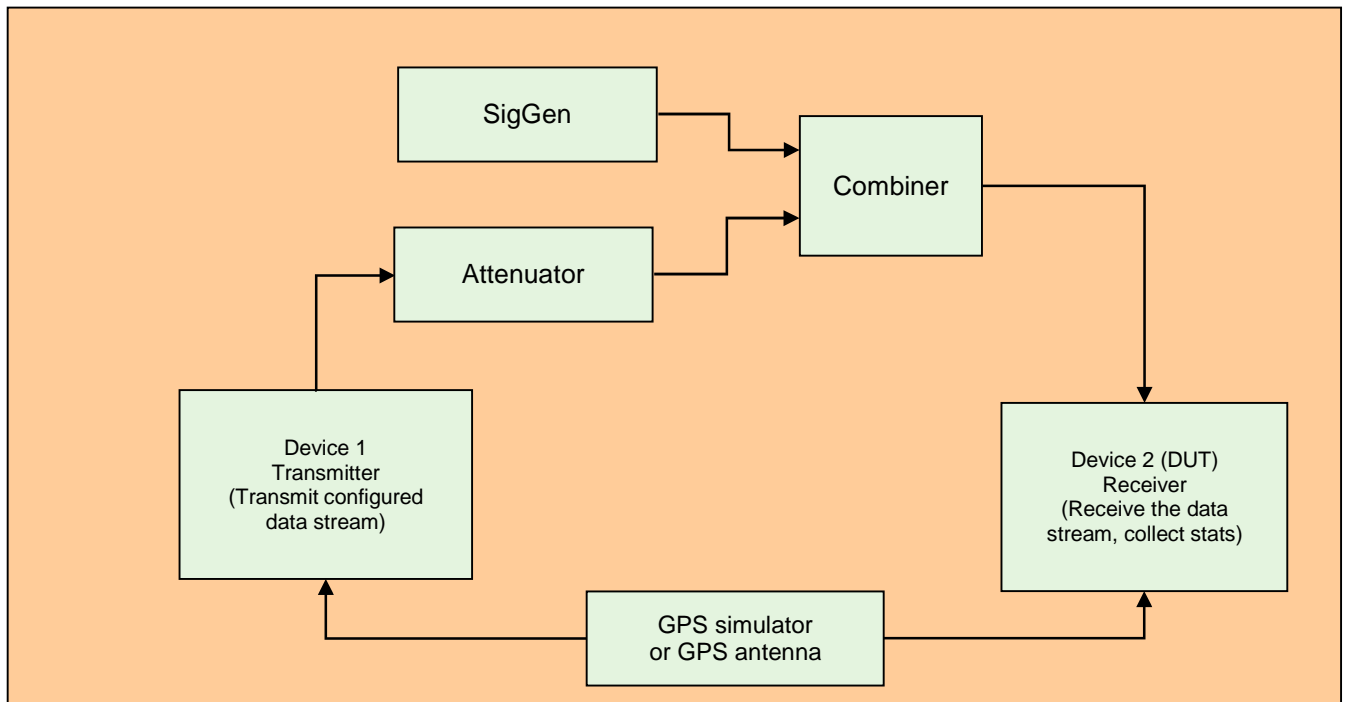 SigGen
Combiner
Attenuator
Device 1
Transmitter
(Transmit configured
data stream)
Device 2 (DUT)
Receiver
(Receive the data
stream, collect stats)
GPS simulator
or GPS antenna